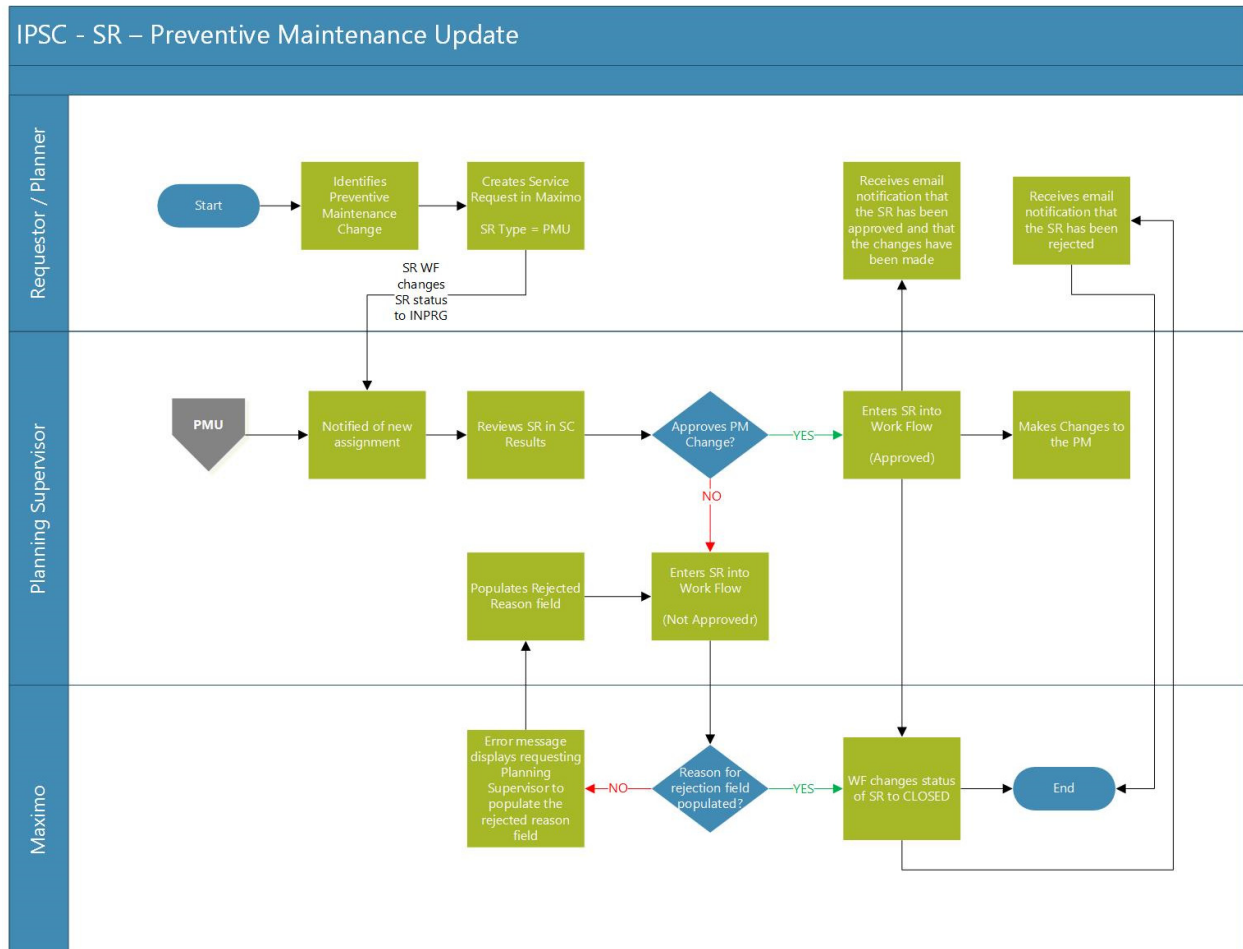 IPSC - SR – Preventive Maintenance Update
Requestor / Planner
Start
Identifies
Preventive
Maintenance
Change
Creates Service
Request in Maximo
SR Type = PMU
Receives email
notification that
the SR has been
approved and that
the changes have
been made
Receives email
notification that
the SR has been
rejected
SR WF
changes
SR status
to INPRG
Planning Supervisor
PMU
Notified of new
assignment
Reviews SR in SC
Results
Approves PM
Change?
YES
Enters SR into
Work Flow
(Approved)
Makes Changes to
the PM
NO
Populates Rejected
Reason field
Enters SR into
Work Flow
(Not Approvedr)
Maximo
Error message
displays requesting
Planning
Supervisor to
populate the
rejected reason
field
NO
Reason for
rejection field
populated?
YES
WF changes status
of SR to CLOSED
End